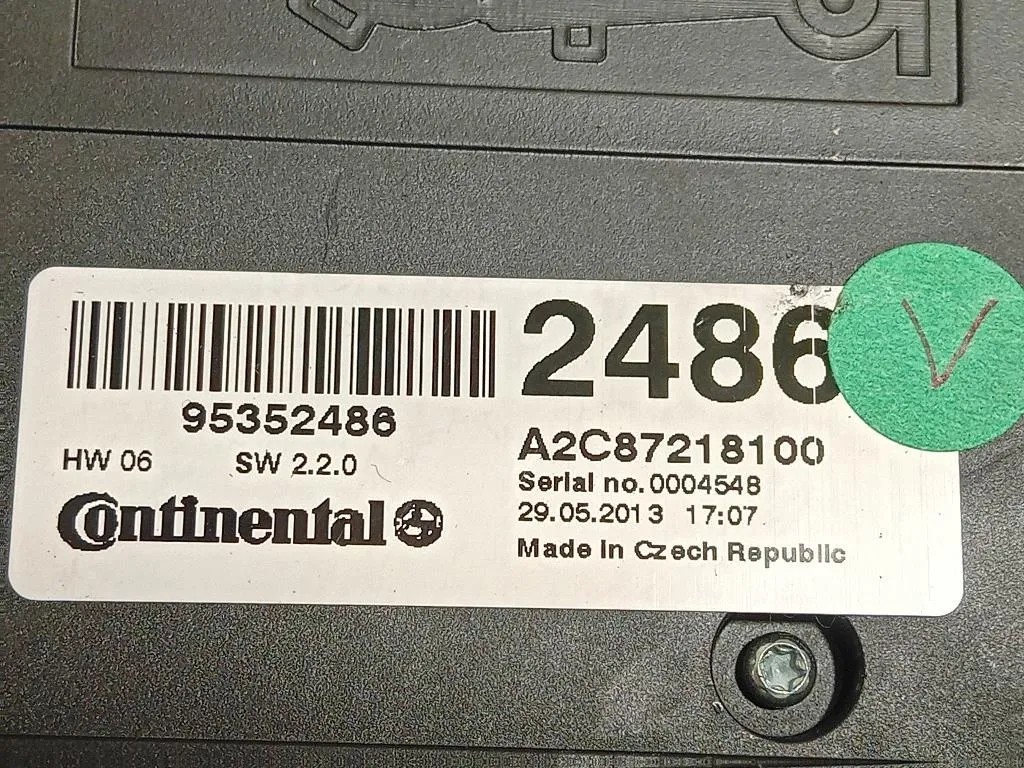 95352486
HW 06 SW 2.2.0
Continental
2486
A2C87218100
Serial no. 0004548
29.05.2013 17:07
Made in Czech Republic
V